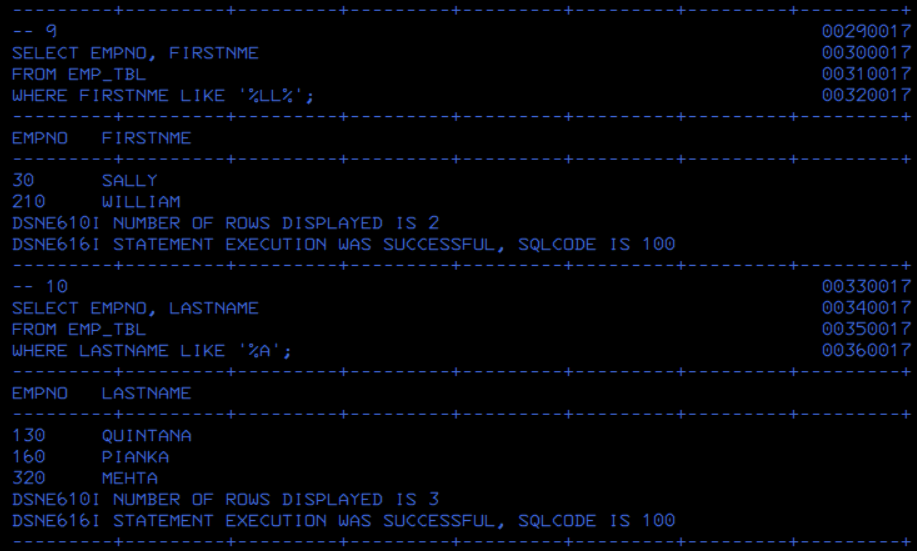 ---------+---------+---------+---------+---------+---------+---------+---------+
-- 9                                                                    00290017
SELECT EMPNO, FIRSTNME                                                  00300017
FROM EMP_TBL                                                            00310017
WHERE FIRSTNME LIKE '%LL%';                                             00320017
---------+---------+---------+---------+---------+---------+---------+---------+
EMPNO   FIRSTNME
---------+---------+---------+---------+---------+---------+---------+---------+
30      SALLY
210     WILLIAM
DSNE610I NUMBER OF ROWS DISPLAYED IS 2
DSNE616I STATEMENT EXECUTION WAS SUCCESSFUL, SQLCODE IS 100
---------+---------+---------+---------+---------+---------+---------+---------+
-- 10                                                                   00330017
SELECT EMPNO, LASTNAME                                                  00340017
FROM EMP_TBL                                                            00350017
WHERE LASTNAME LIKE '%A';                                               00360017
---------+---------+---------+---------+---------+---------+---------+---------+
EMPNO   LASTNAME
---------+---------+---------+---------+---------+---------+---------+---------+
130     QUINTANA
160     PIANKA
320     MEHTA
DSNE610I NUMBER OF ROWS DISPLAYED IS 3
DSNE616I STATEMENT EXECUTION WAS SUCCESSFUL, SQLCODE IS 100
---------+---------+---------+---------+---------+---------+---------+---------+